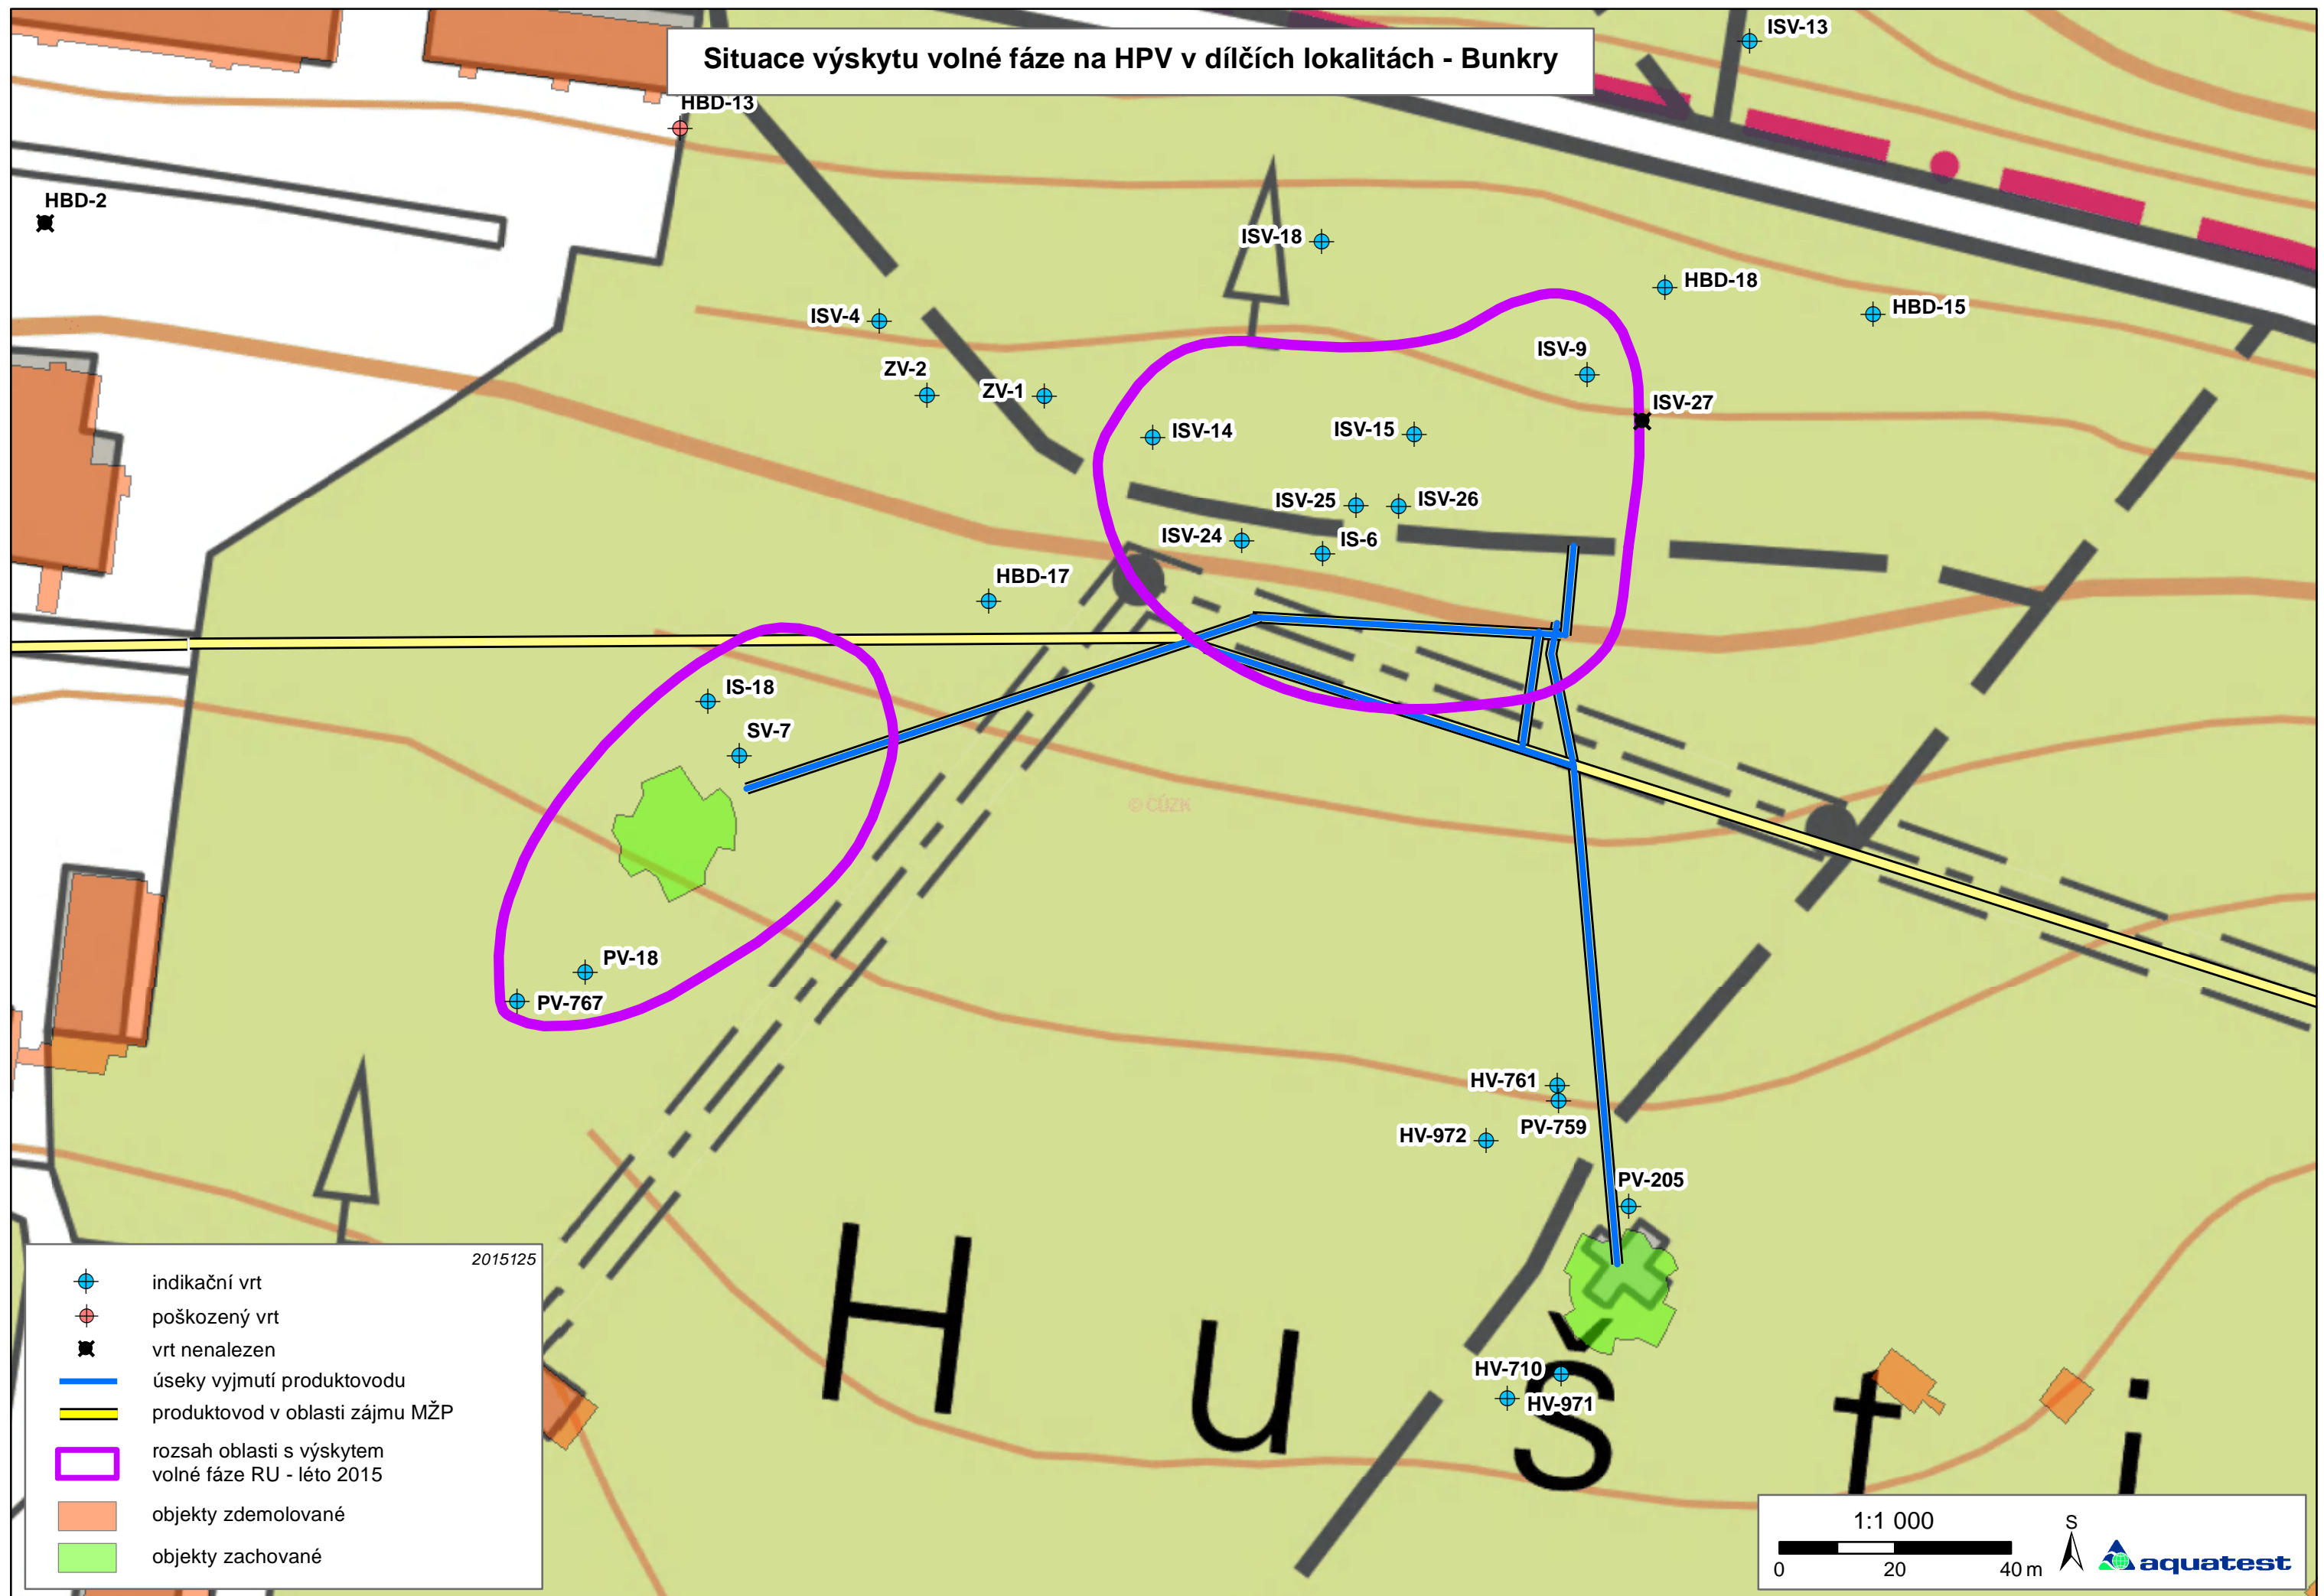 Situace výskytu volné fáze na HPV v dílčích lokalitách - Bunkry
ISV-13
HBD-13
HBD-2
ISV-18
HBD-18
HBD-15
ISV-4
ISV-9
ZV-2
ZV-1
ISV-27
ISV-14
ISV-15
ISV-25
ISV-26
ISV-24
IS-6
HBD-17
IS-18
SV-7
© ČÚZK
PV-18
PV-767
HV-761
PV-759
HV-972
PV-205
H u š t i
HV-710
HV-971
2015125
indikační vrt
poškozený vrt
vrt nenalezen
úseky vyjmutí produktovodu
produktovod v oblasti zájmu MŽP
rozsah oblasti s výskytem
volné fáze RU - léto 2015
objekty zdemolované
objekty zachované
1:1 000
S
0 20 40 m
aquatest